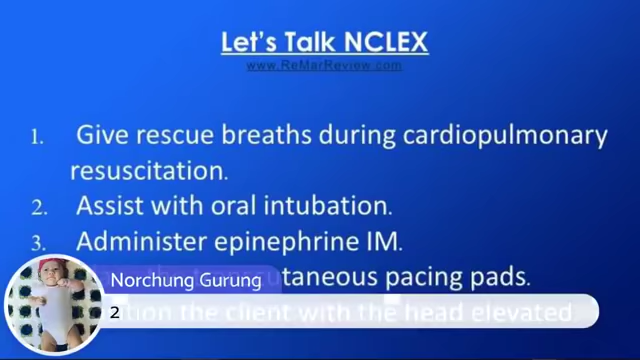 Let's Talk NCLEX
www.ReMarReview.com
1. Give rescue breaths during cardiopulmonary
resuscitation.
2. Assist with oral intubation.
3. Administer epinephrine IM.
taneous pacing pads.
Norchung Gurung
the client with the head elevated
2